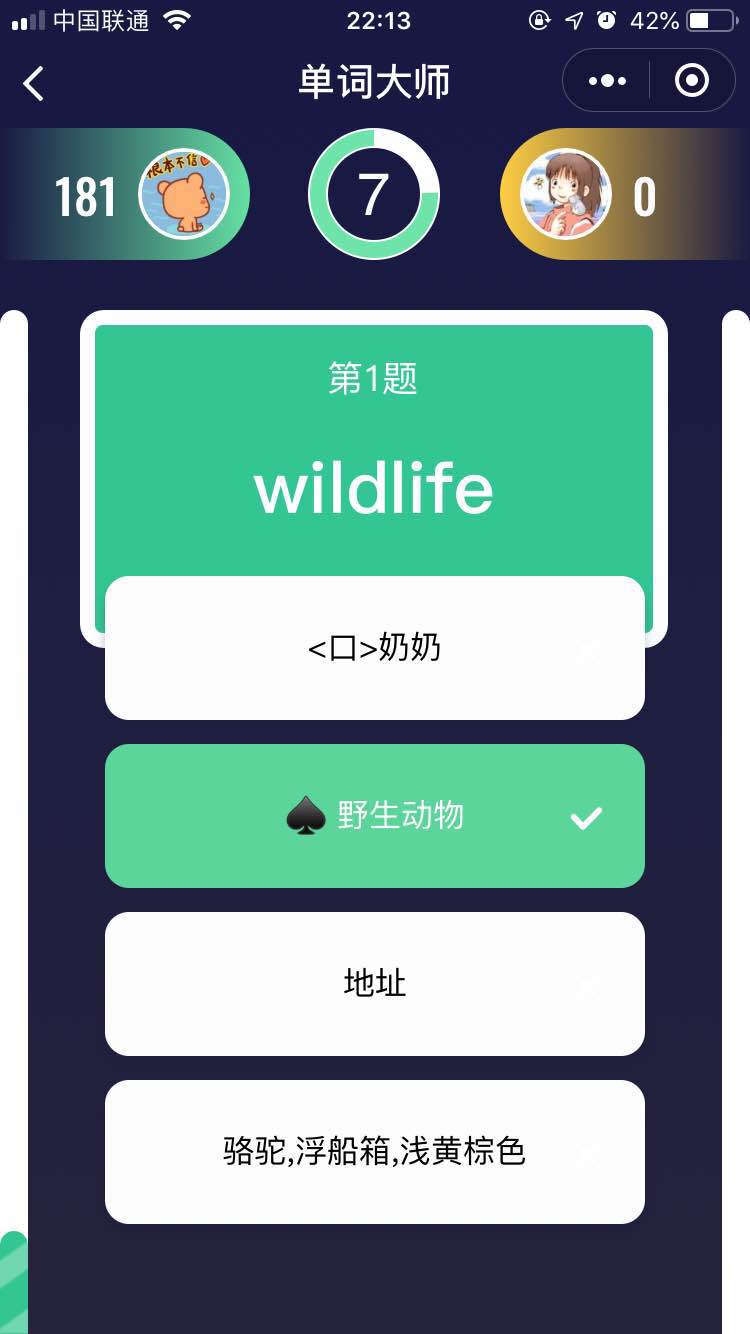 中国联通 22:13 42%
单词大师
181 根本不信 7 0
第1题
wildlife
<口>奶奶
野生动物
地址
骆驼,浮船箱,浅黄棕色